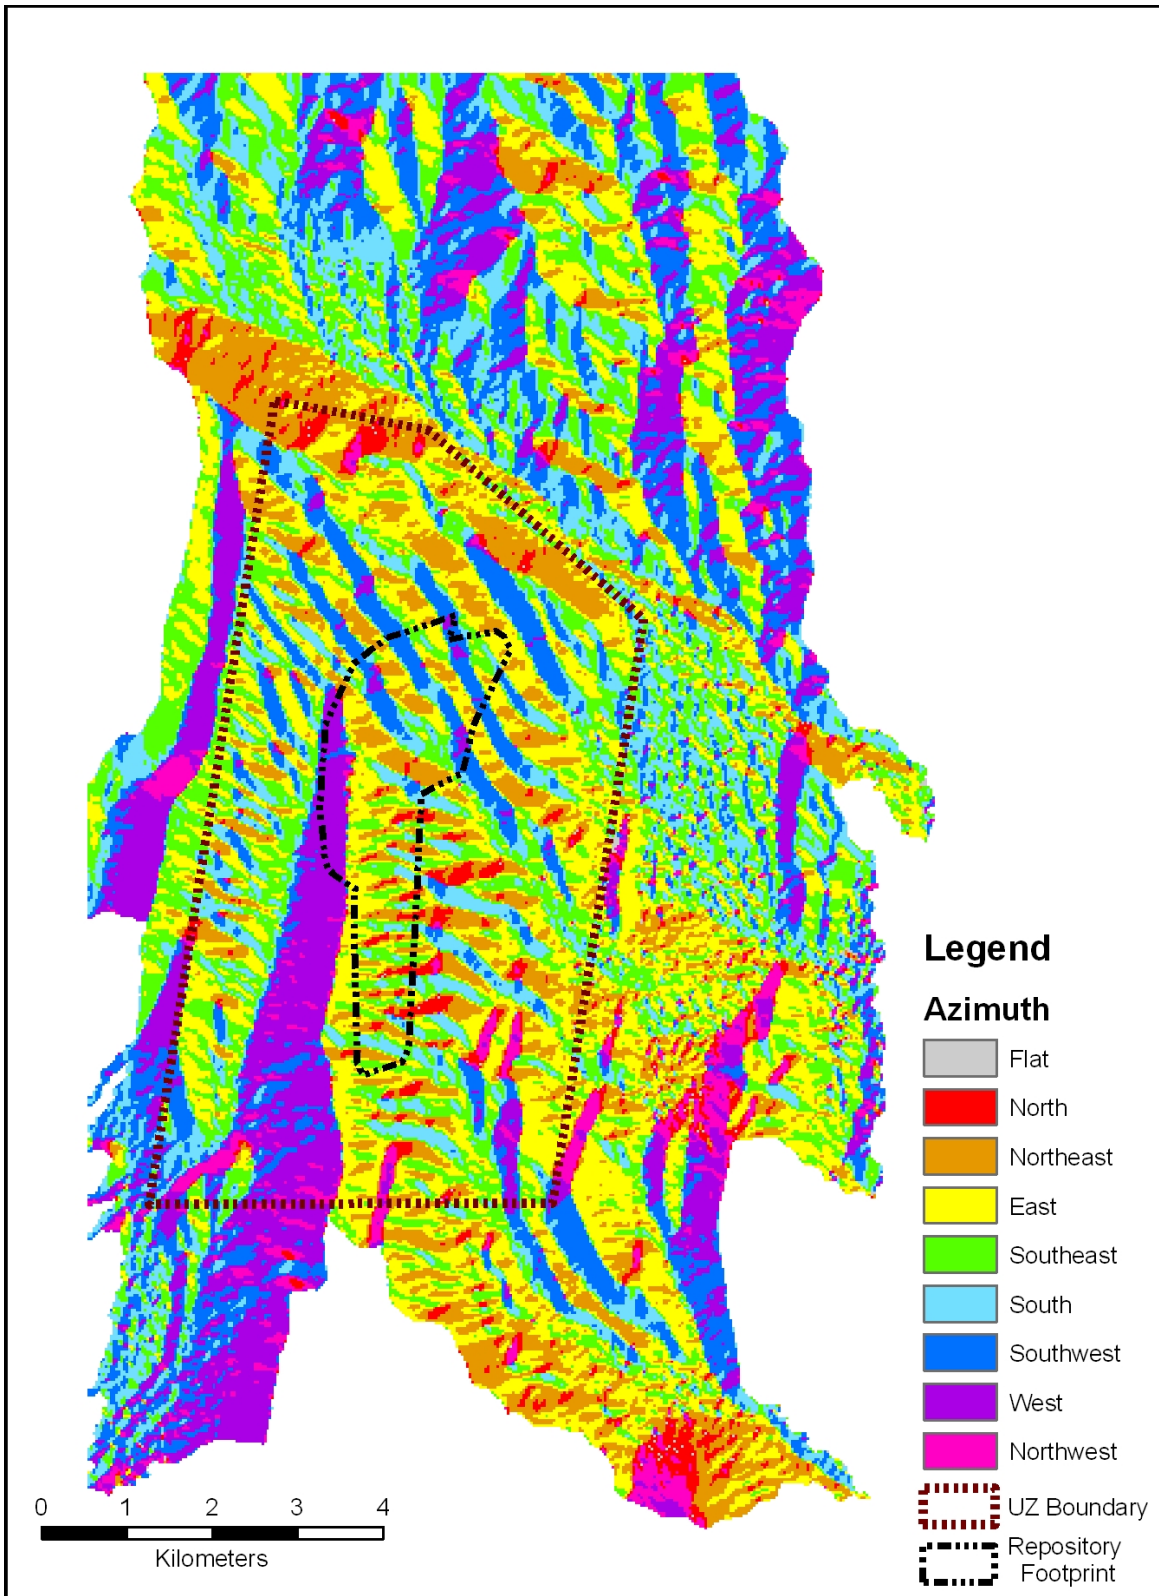 Legend
Azimuth
Flat
North
Northeast
East
Southeast
South
Southwest
West
Northwest
UZ Boundary
Repository
Footprint
0 1 2 3 4
Kilometers